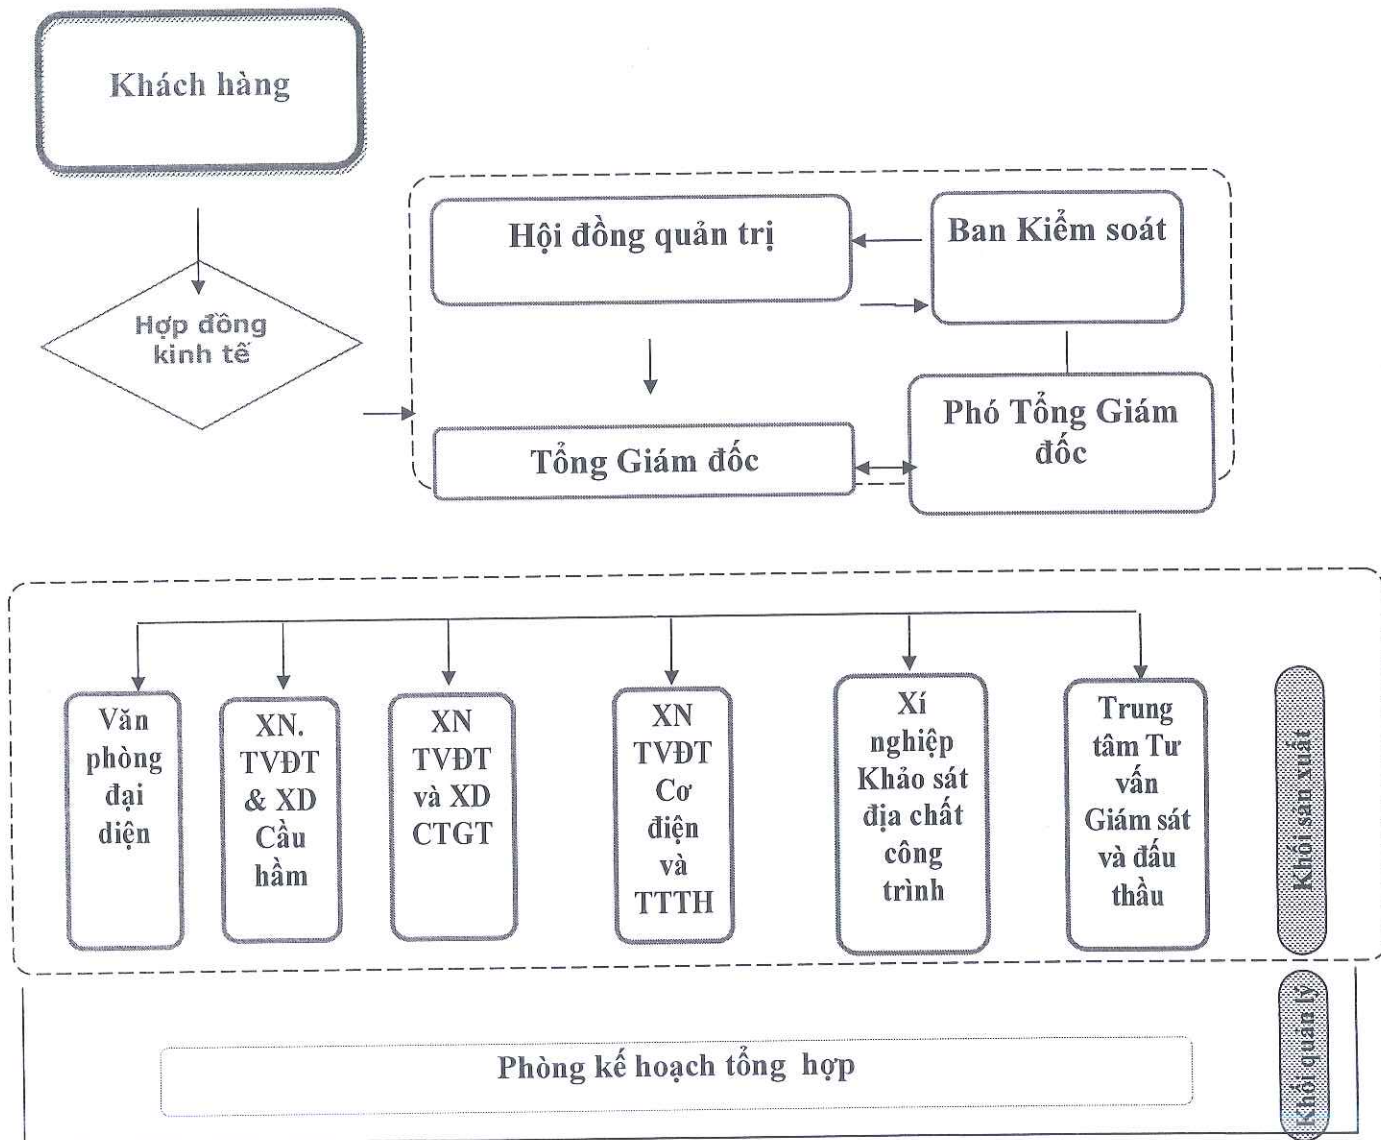 Khách hàng
Hội đồng quản trị
Ban Kiểm soát
Hợp đồng
kinh tế
Tổng Giám đốc
Phó Tổng Giám
đốc
Văn
phòng
đại
diện
XN.
TVĐT
& XD
Cầu
hầm
XN
TVĐT
và XD
CTGT
XN
TVĐT
Cơ
điện
và
TTTH
Xí
nghiệp
Khảo sát
địa chất
công
trình
Trung
tâm Tư
vấn
Giám sát
và đấu
thầu
Khối sản xuất
Phòng kế hoạch tổng hợp
Khối quản lý